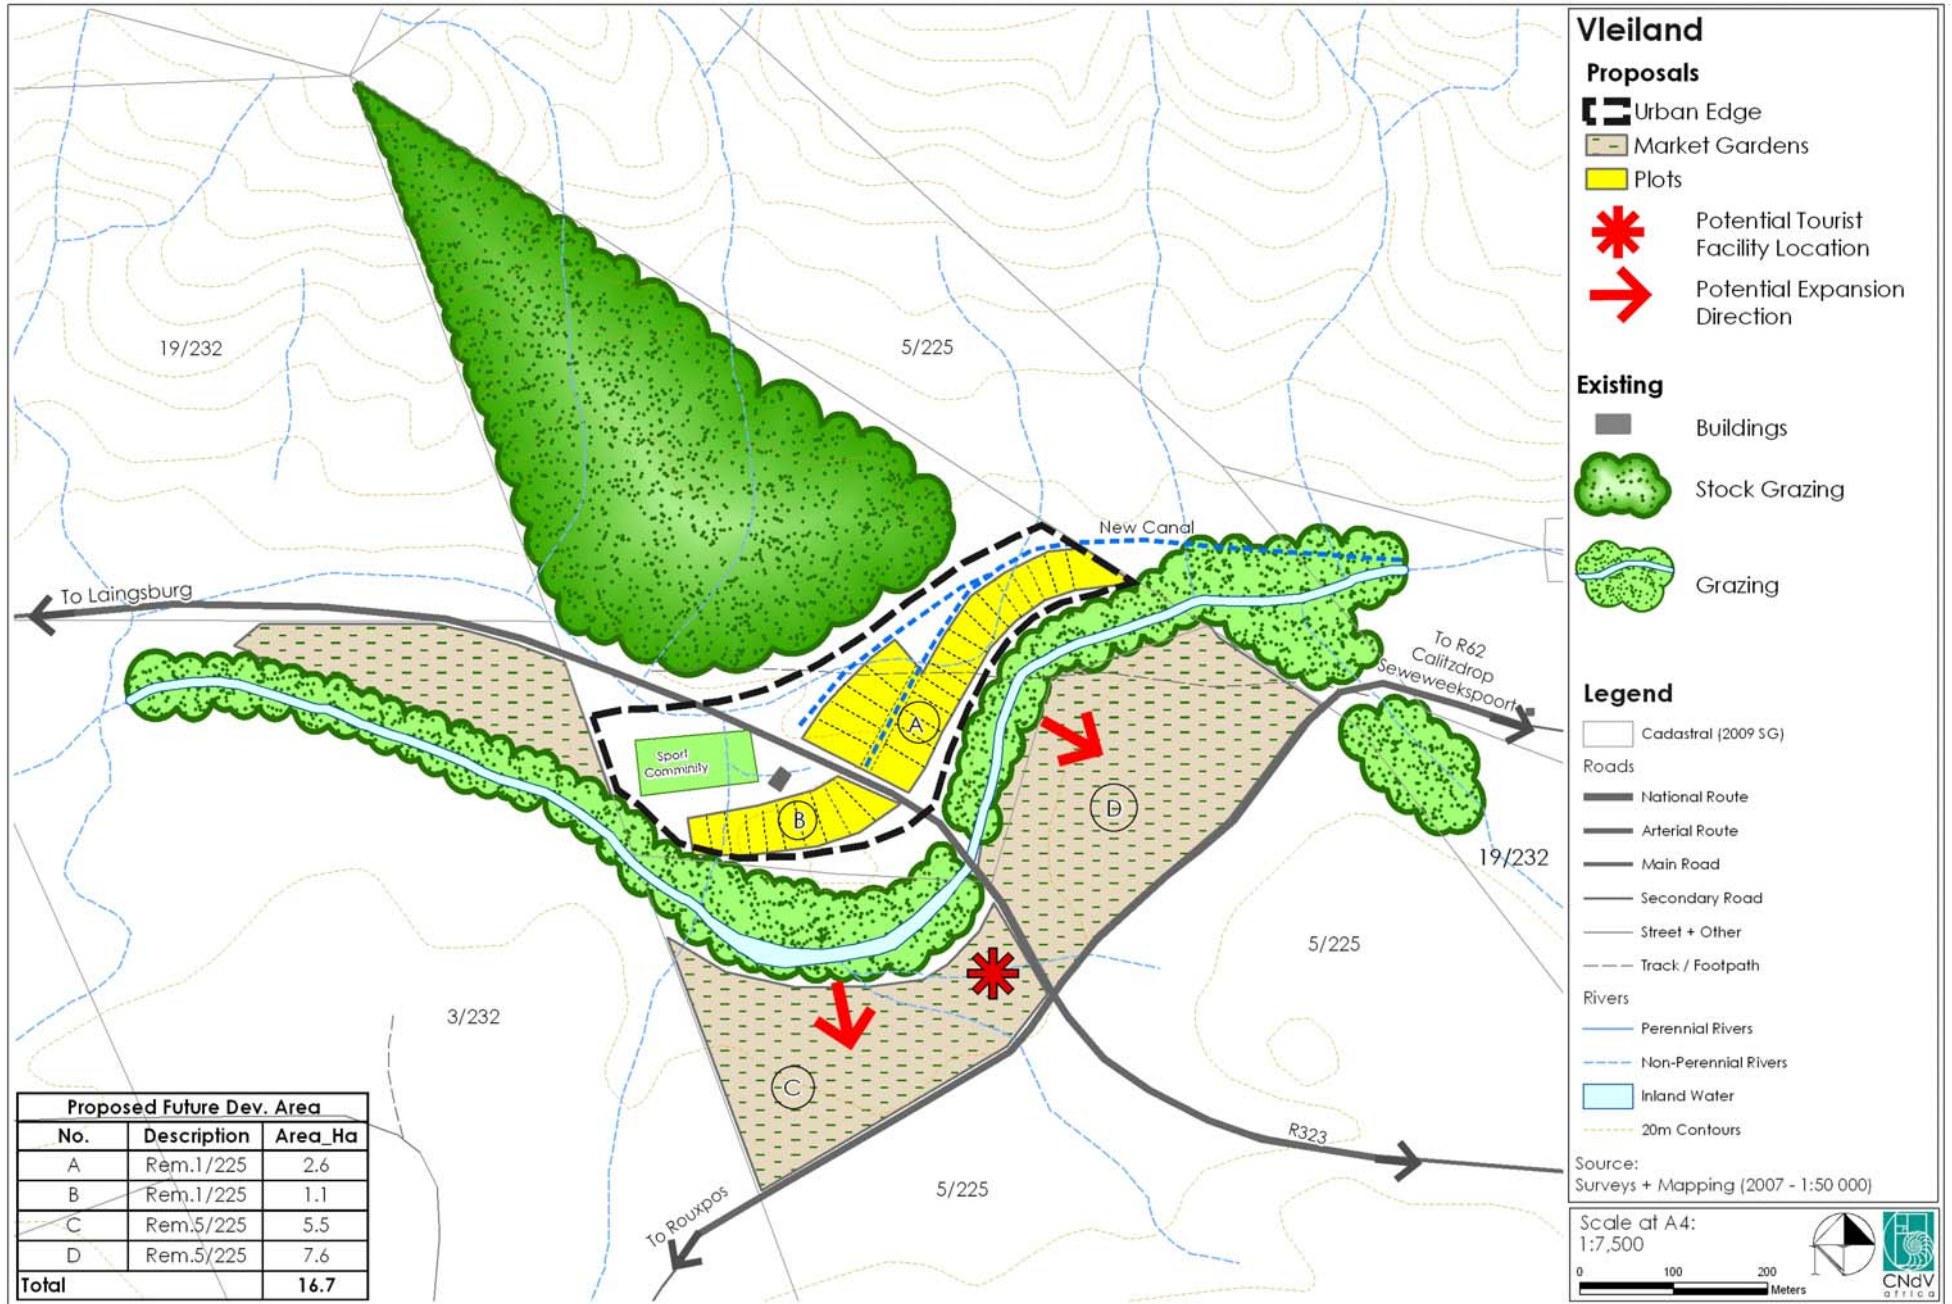 Vleiland
Proposals
Urban Edge
Market Gardens
Plots
Potential Tourist
Facility Location
Potential Expansion
Direction
Existing
Buildings
Stock Grazing
Grazing
Legend
Cadastral (2009 SG)
Roads
National Route
Arterial Route
Main Road
Secondary Road
Street + Other
Track / Footpath
Rivers
Perennial Rivers
Non-Perennial Rivers
Inland Water
20m Contours
Source:
Surveys + Mapping (2007 - 1:50 000)
Scale at A4:
1:7,500
0 100 200
Meters
CNdV
africa
19/232
5/225
New Canal
To Laingsburg
To R62
Calitzdrop
Seweweekspoort
A
Sport
Comminity
B
D
19/232
5/225
3/232
C
R323
5/225
To Rouxpos
Proposed Future Dev. Area
No. Description Area_Ha
A Rem.1/225 2.6
B Rem.1/225 1.1
C Rem.5/225 5.5
D Rem.5/225 7.6
Total 16.7